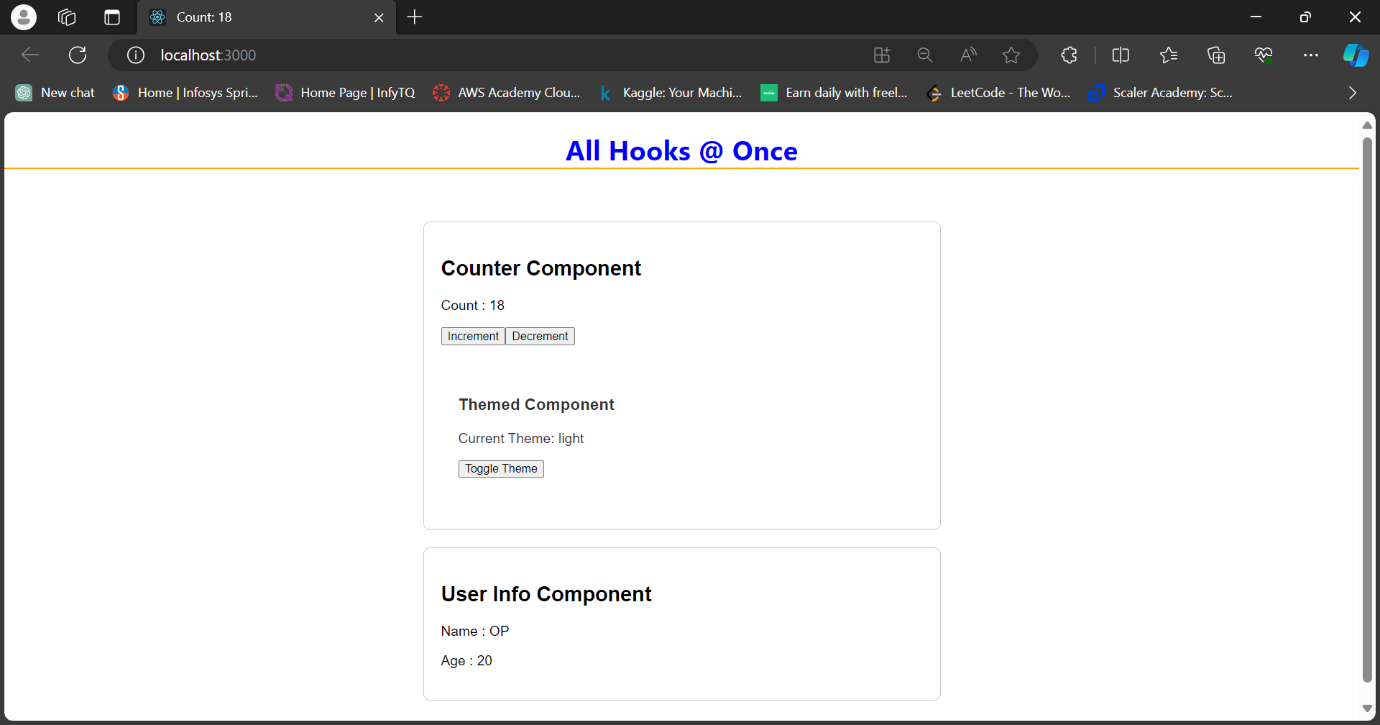 Count: 18
localhost:3000
New chat
Home | Infosys Spri...
Home Page | InfyTQ
AWS Academy Clou...
Kaggle: Your Machi...
Earn daily with freel...
LeetCode - The Wo...
Scaler Academy: Sc...
All Hooks @ Once
Counter Component
Count : 18
Increment Decrement
Themed Component
Current Theme: light
Toggle Theme
User Info Component
Name : OP
Age : 20